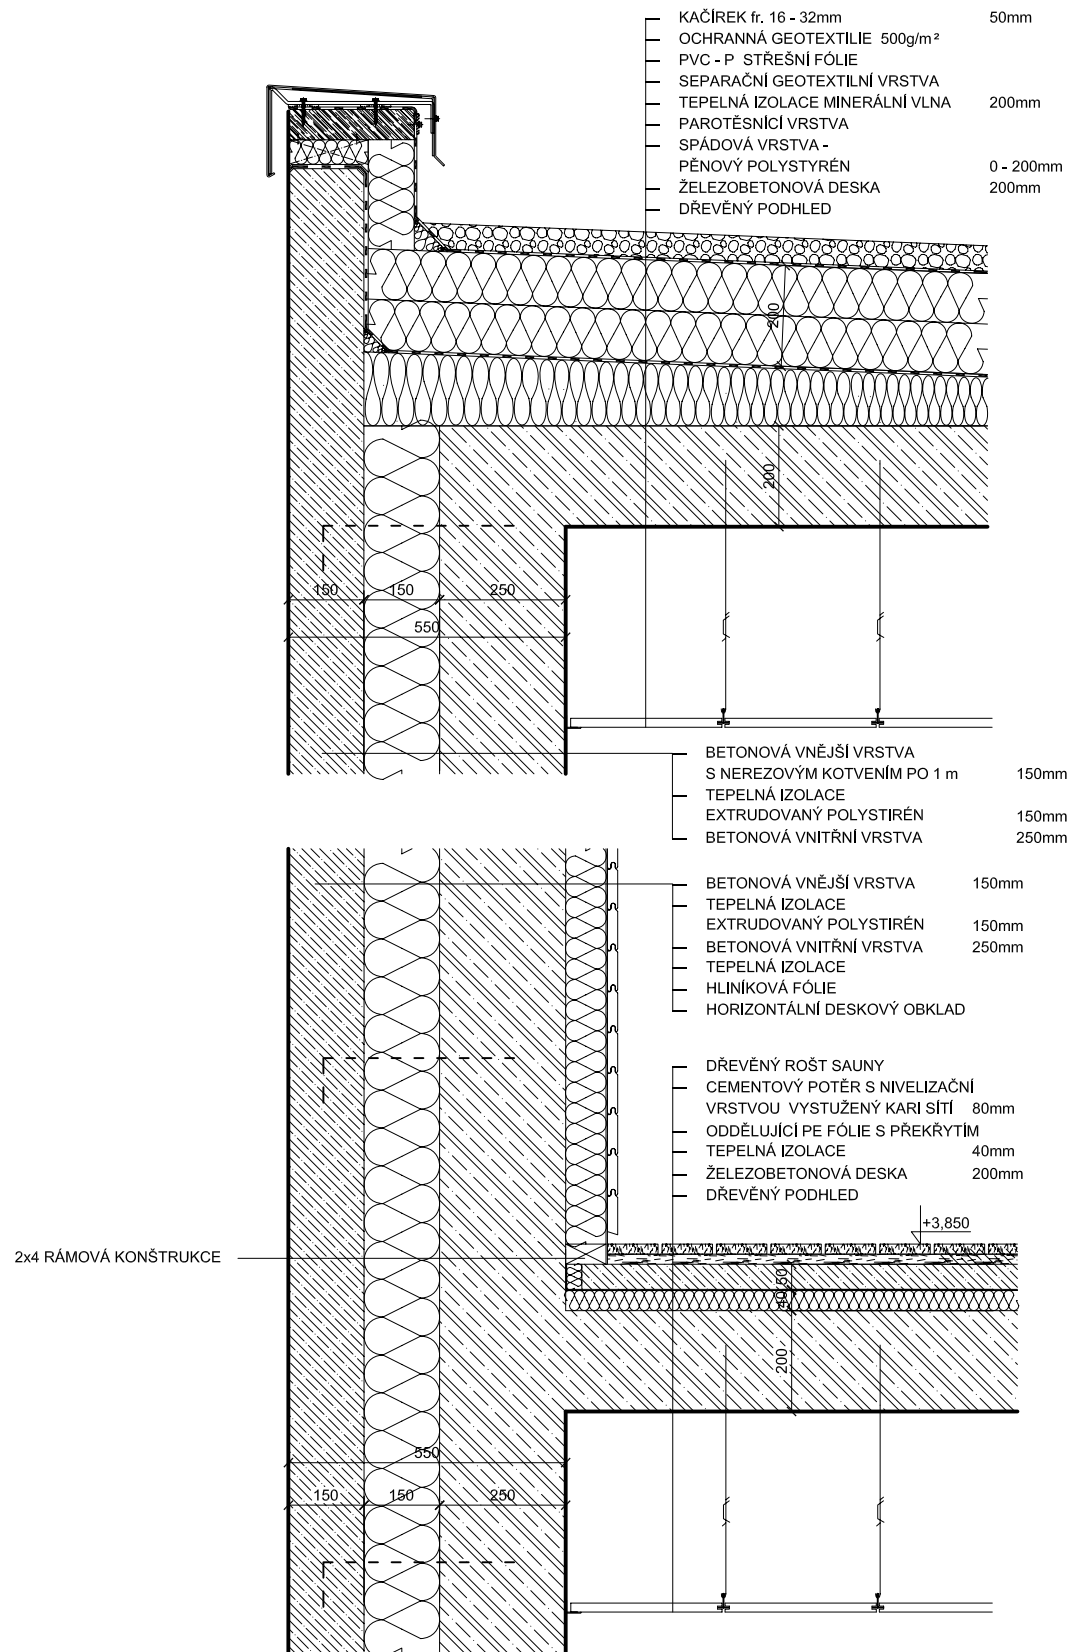 KAČÍREK fr. 16 - 32mm 50mm
OCHRANNÁ GEOTEXTILIE 500g/m²
PVC - P STŘEŠNÍ FÓLIE
SEPARAČNÍ GEOTEXTILNÍ VRSTVA
TEPELNÁ IZOLACE MINERÁLNÍ VLNA 200mm
PAROTĚSNÍCÍ VRSTVA
SPÁDOVÁ VRSTVA -
PĚNOVÝ POLYSTYRÉN 0 - 200mm
ŽELEZOBETONOVÁ DESKA 200mm
DŘEVĚNÝ PODHLED
200
200
150 150 250
550
BETONOVÁ VNĚJŠÍ VRSTVA
S NEREZOVÝM KOTVENÍM PO 1 m 150mm
TEPELNÁ IZOLACE
EXTRUDOVANÝ POLYSTIRÉN 150mm
BETONOVÁ VNITŘNÍ VRSTVA 250mm
BETONOVÁ VNĚJŠÍ VRSTVA 150mm
TEPELNÁ IZOLACE
EXTRUDOVANÝ POLYSTIRÉN 150mm
BETONOVÁ VNITŘNÍ VRSTVA 250mm
TEPELNÁ IZOLACE
HLINÍKOVÁ FÓLIE
HORIZONTÁLNÍ DESKOVÝ OBKLAD
DŘEVĚNÝ ROŠT SAUNY
CEMENTOVÝ POTĚR S NIVELIZAČNÍ
VRSTVOU VYSTUŽENÝ KARI SÍTÍ 80mm
ODDĚLUJÍCÍ PE FÓLIE S PŘEKRÝTÍM
TEPELNÁ IZOLACE 40mm
ŽELEZOBETONOVÁ DESKA 200mm
DŘEVĚNÝ PODHLED
+3,850
2x4 RÁMOVÁ KONŠTRUKCE
50
40
200
550
150 150 250